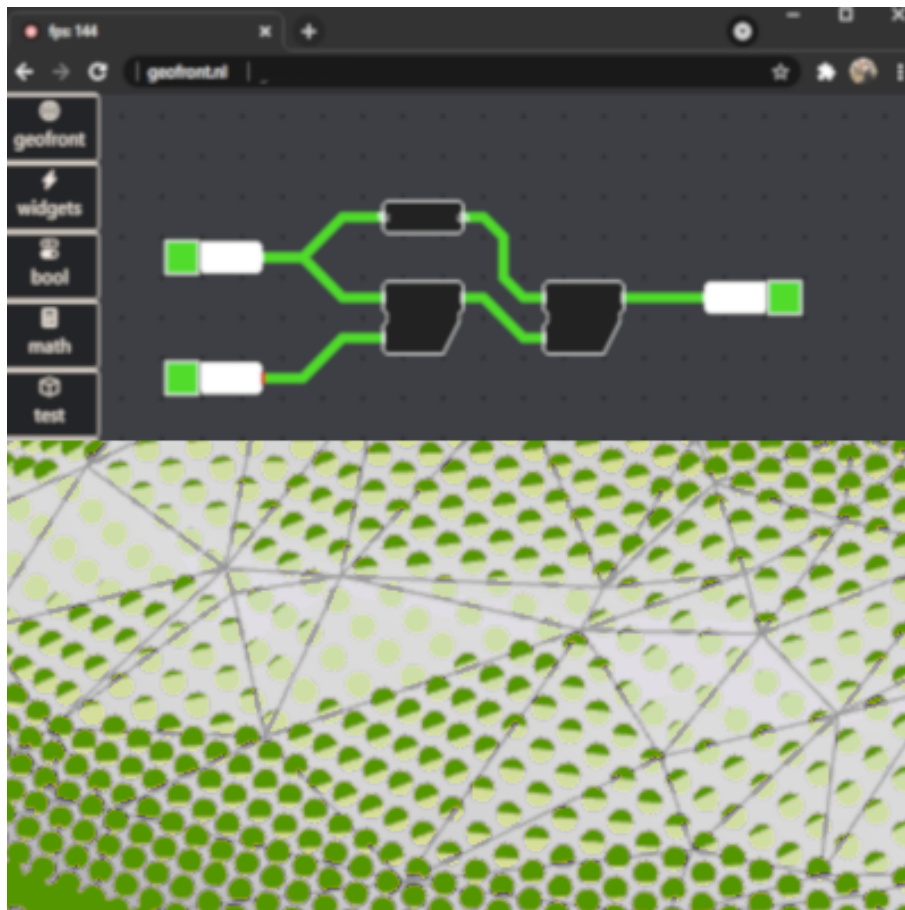 fps: 144
geofront.nl
geofront
widgets
bool
math
test